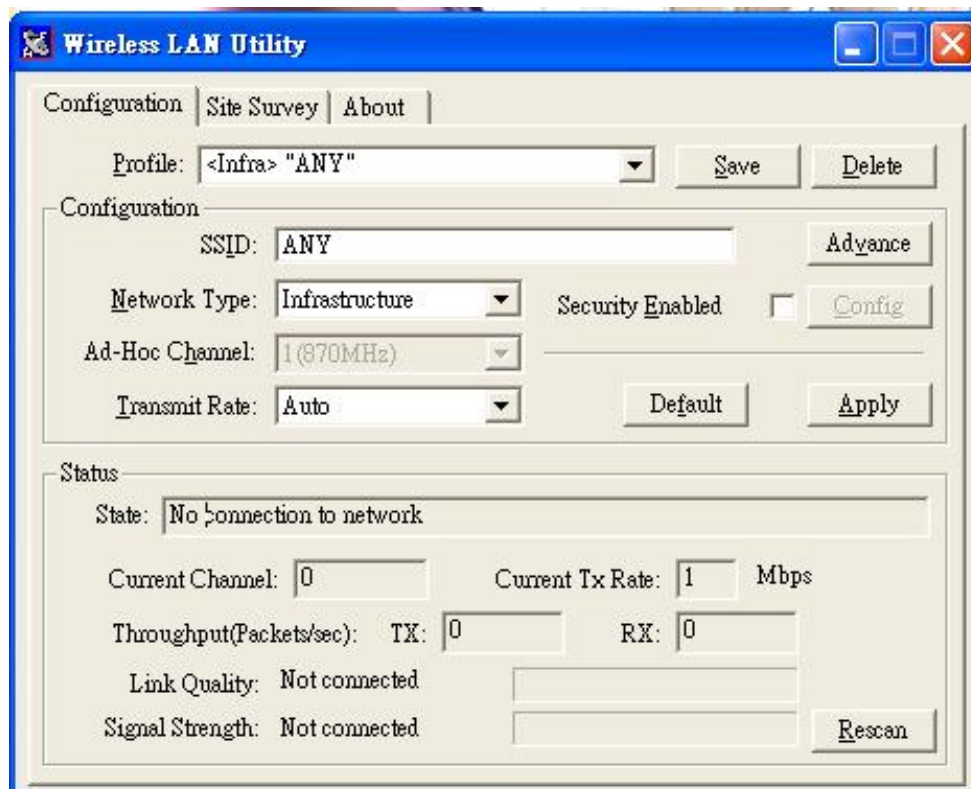 Wireless LAN Utility
Configuration Site Survey About
Profile: <Infra> "ANY" Save Delete
Configuration
SSID: ANY Advance
Network Type: Infrastructure Security Enabled Config
Ad-Hoc Channel: 1(870MHz)
Transmit Rate: Auto Default Apply
Status
State: No connection to network
Current Channel: 0 Current Tx Rate: 1 Mbps
Throughput(Packets/sec): TX: 0 RX: 0
Link Quality: Not connected
Signal Strength: Not connected Rescan